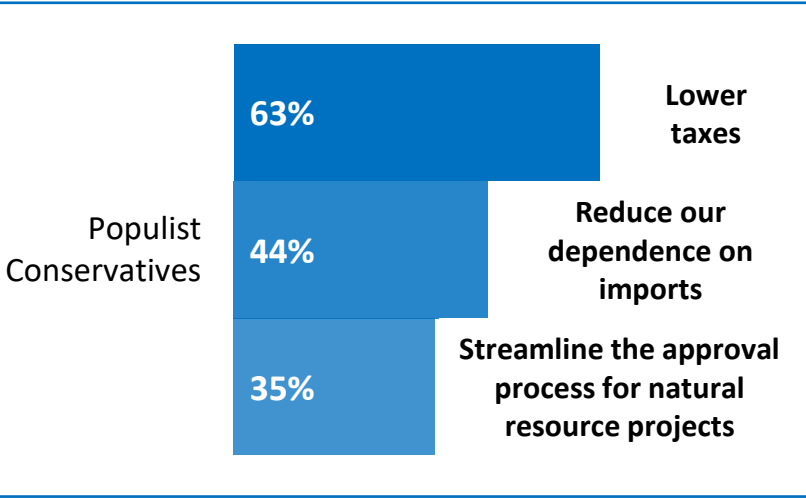 Populist
Conservatives
63%
Lower
taxes
44%
Reduce our
dependence on
imports
35%
Streamline the approval
process for natural
resource projects